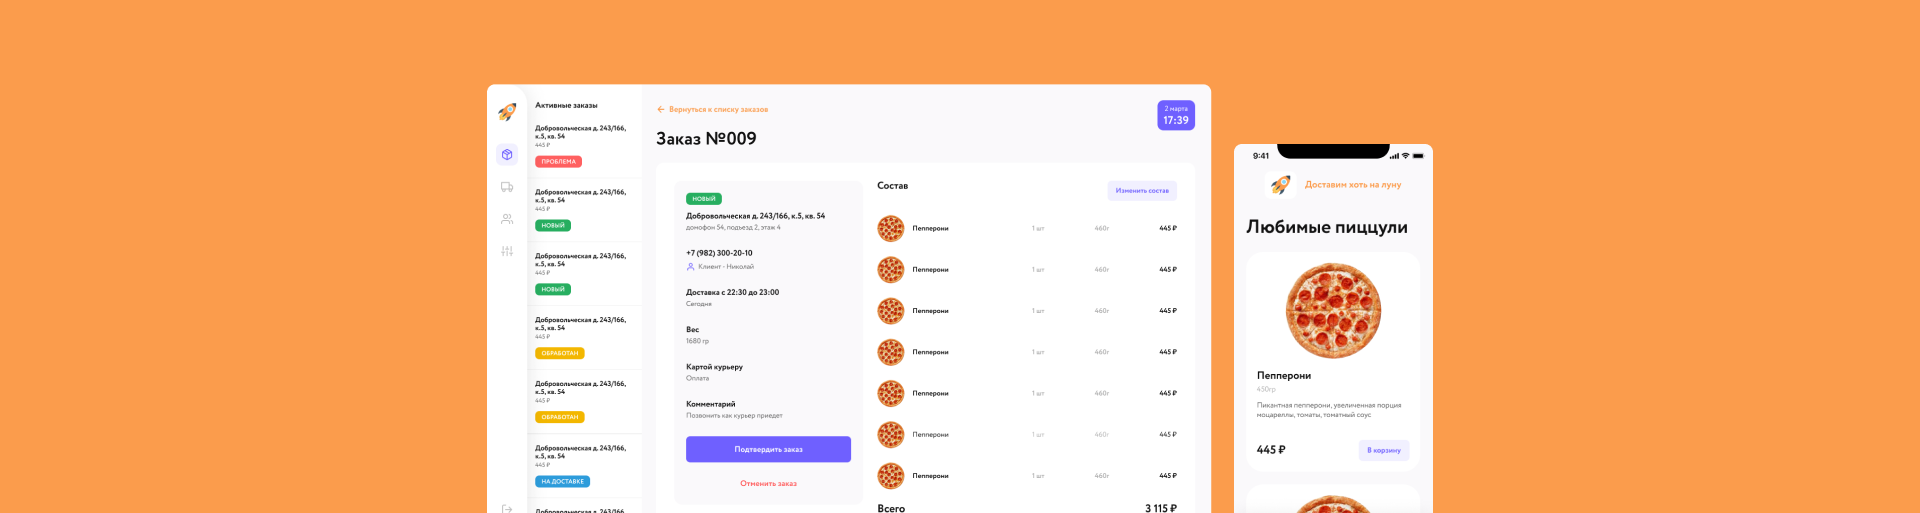 Активные заказы
Добровольческая д. 243/166,
к.5, кв. 54
445 ₽
ПРОБЛЕМА
Добровольческая д. 243/166,
к.5, кв. 54
445 ₽
НОВЫЙ
Добровольческая д. 243/166,
к.5, кв. 54
445 ₽
НОВЫЙ
Добровольческая д. 243/166,
к.5, кв. 54
445 ₽
ОБРАБОТАН
Добровольческая д. 243/166,
к.5, кв. 54
445 ₽
ОБРАБОТАН
Добровольческая д. 243/166,
к.5, кв. 54
445 ₽
НА ДОСТАВКЕ
Добровольческая д. 243/166,
Вернуться к списку заказов
2 марта
17:39
Заказ №009
НОВЫЙ
Добровольческая д. 243/166, к.5, кв. 54
домофон 54, подъезд 2, этаж 4
+7 (982) 300-20-10
Клиент - Николай
Доставка с 22:30 до 23:00
Сегодня
Вес
1680 гр
Картой курьеру
Оплата
Комментарий
Позвонить как курьер приедет
Подтвердить заказ
Отменить заказ
Состав
Изменить состав
Пепперони 1 шт 460г 445 ₽
Пепперони 1 шт 460г 445 ₽
Пепперони 1 шт 460г 445 ₽
Пепперони 1 шт 460г 445 ₽
Пепперони 1 шт 460г 445 ₽
Пепперони 1 шт 460г 445 ₽
Пепперони 1 шт 460г 445 ₽
Всего 3 115 ₽
9:41
Доставим хоть на луну
Любимые пиццули
Пепперони
450гр
Пикантная пепперони, увеличенная порция
моцареллы, томаты, томатный соус
445 ₽
В корзину